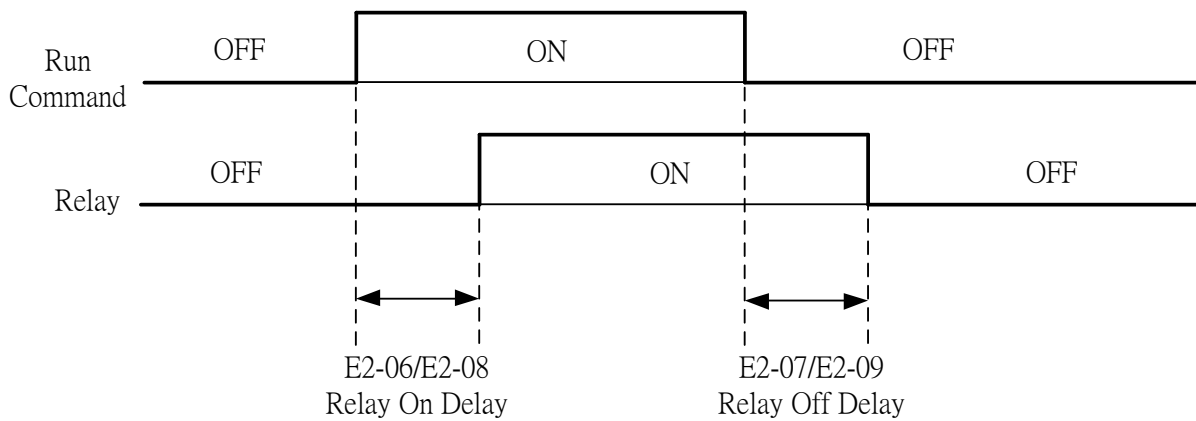 OFF
ON
OFF
Run
Command
OFF
ON
OFF
Relay
E2-06/E2-08
Relay On Delay
E2-07/E2-09
Relay Off Delay